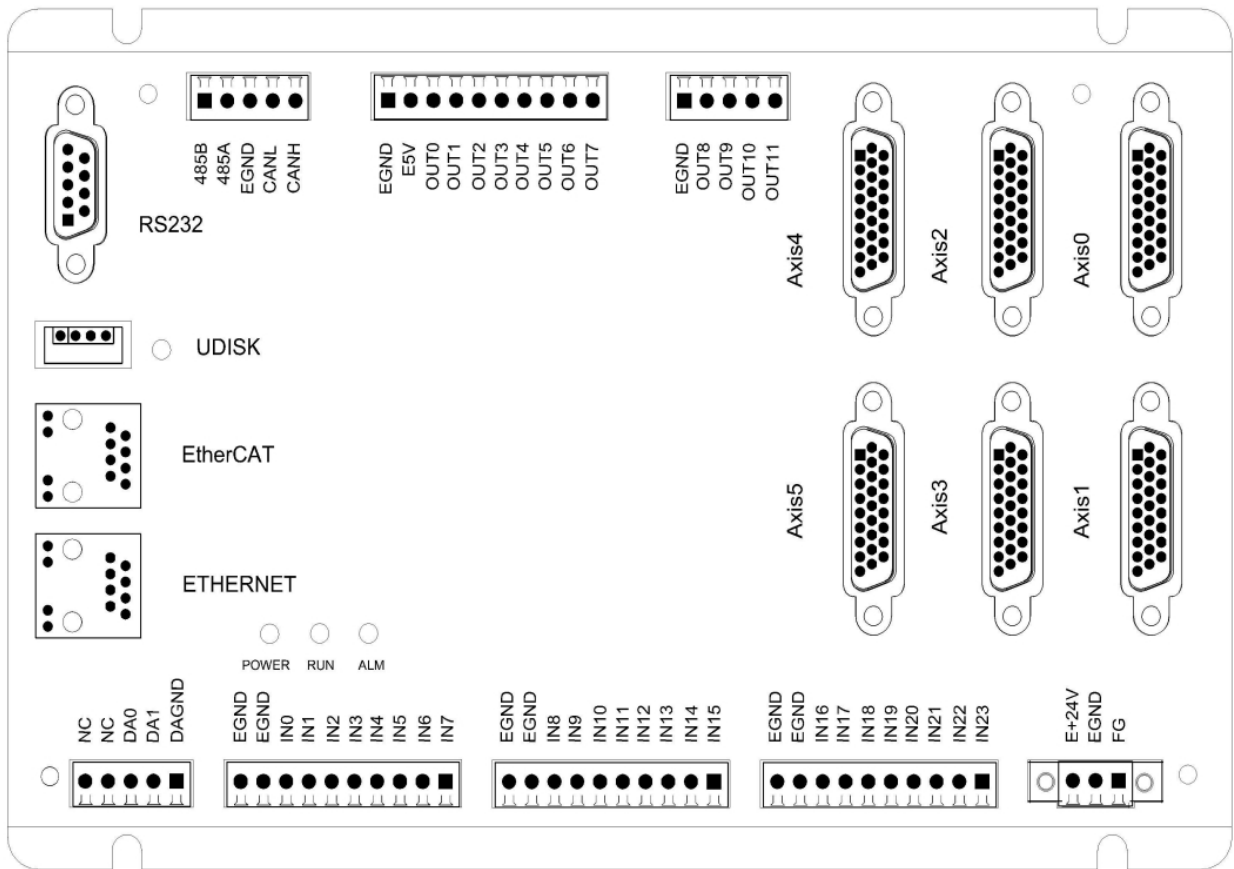 485B
485A
EGND
CANL
CANH
EGND
E5V
OUT0
OUT1
OUT2
OUT3
OUT4
OUT5
OUT6
OUT7
EGND
OUT8
OUT9
OUT10
OUT11
RS232
Axis4
Axis2
Axis0
UDISK
EtherCAT
Axis5
Axis3
Axis1
ETHERNET
POWER
RUN
ALM
NC
NC
DA0
DA1
DAGND
EGND
EGND
IN0
IN1
IN2
IN3
IN4
IN5
IN6
IN7
EGND
EGND
IN8
IN9
IN10
IN11
IN12
IN13
IN14
IN15
EGND
EGND
IN16
IN17
IN18
IN19
IN20
IN21
IN22
IN23
E+24V
EGND
FG